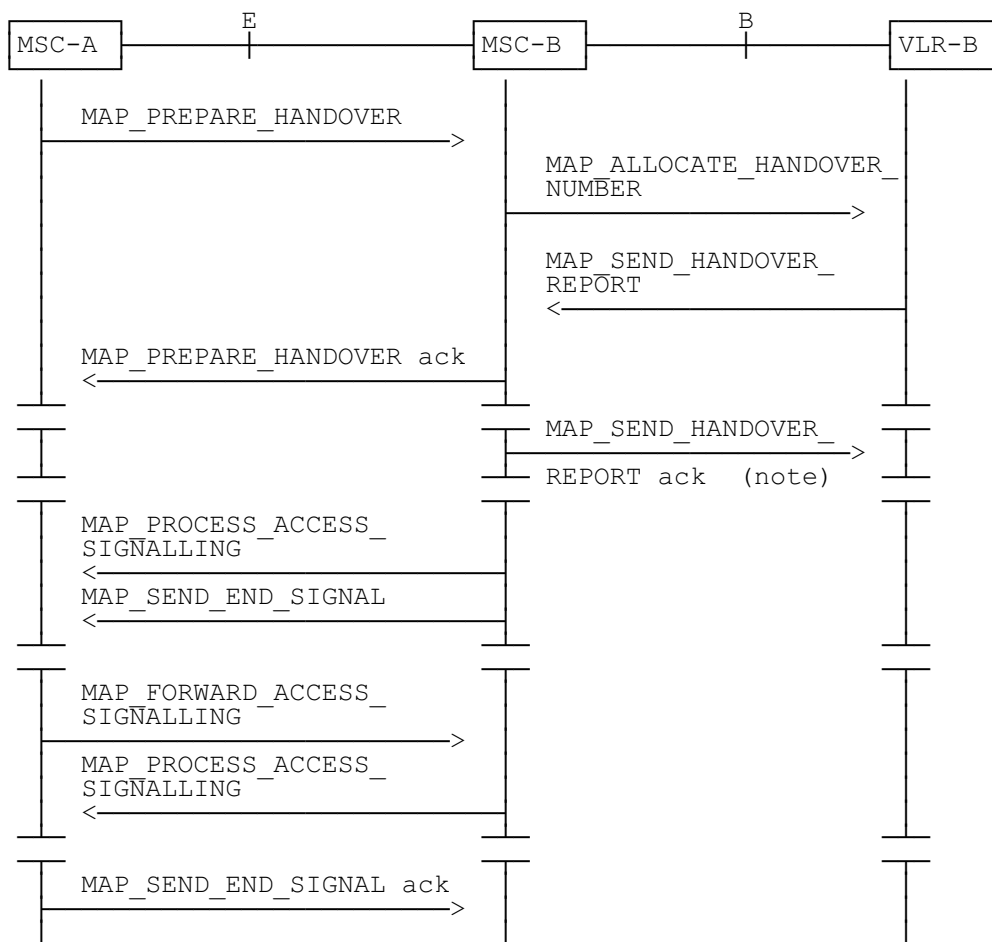 E
B
MSC-A
MSC-B
VLR-B
MAP_PREPARE_HANDOVER
MAP_ALLOCATE_HANDOVER_
NUMBER
MAP_SEND_HANDOVER_
REPORT
MAP_PREPARE_HANDOVER ack
MAP_SEND_HANDOVER_
REPORT ack (note)
MAP_PROCESS_ACCESS_
SIGNALLING
MAP_SEND_END_SIGNAL
MAP_FORWARD_ACCESS_
SIGNALLING
MAP_PROCESS_ACCESS_
SIGNALLING
MAP_SEND_END_SIGNAL ack